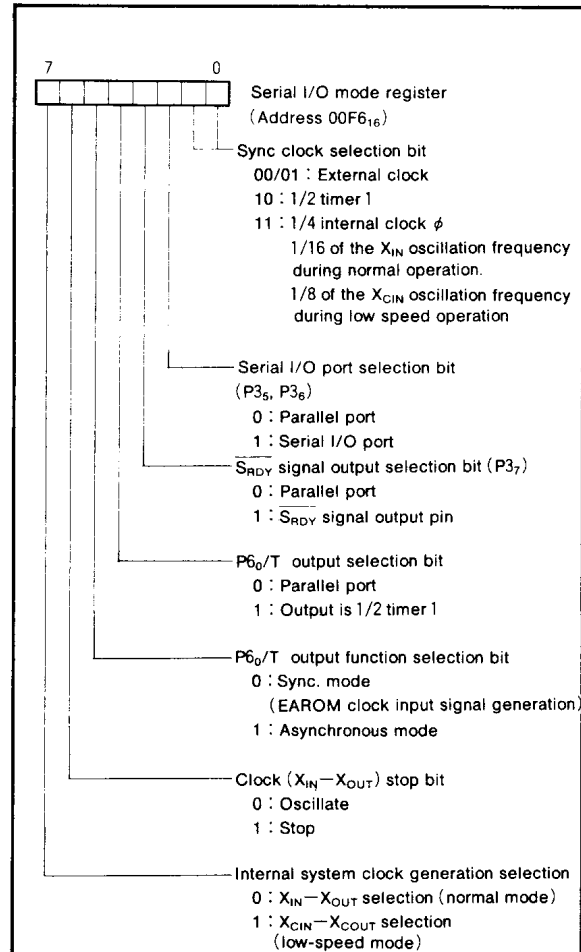 7 0
Serial I/O mode register
(Address 00F6₁₆)
Sync clock selection bit
00/01 : External clock
10 : 1/2 timer 1
11 : 1/4 internal clock ϕ
1/16 of the X_IN oscillation frequency
during normal operation.
1/8 of the X_CIN oscillation frequency
during low speed operation
Serial I/O port selection bit
(P3₅, P3₆)
0 : Parallel port
1 : Serial I/O port
S̅_R̅D̅Y̅ signal output selection bit (P3₇)
0 : Parallel port
1 : S̅_R̅D̅Y̅ signal output pin
P6₀/T output selection bit
0 : Parallel port
1 : Output is 1/2 timer 1
P6₀/T output function selection bit
0 : Sync. mode
(EAROM clock input signal generation)
1 : Asynchronous mode
Clock (X_IN—X_OUT) stop bit
0 : Oscillate
1 : Stop
Internal system clock generation selection
0 : X_IN—X_OUT selection (normal mode)
1 : X_CIN—X_COUT selection
(low-speed mode)